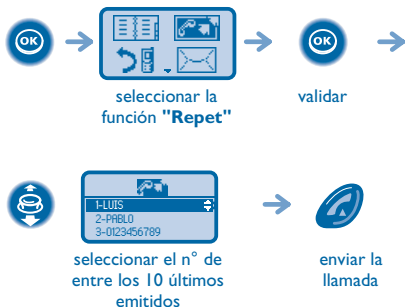 OK
OK
seleccionar la
función "Repet"
validar
1-LUIS
2-PABLO
3-0123456789
seleccionar el n° de
entre los 10 últimos
emitidos
enviar la
llamada